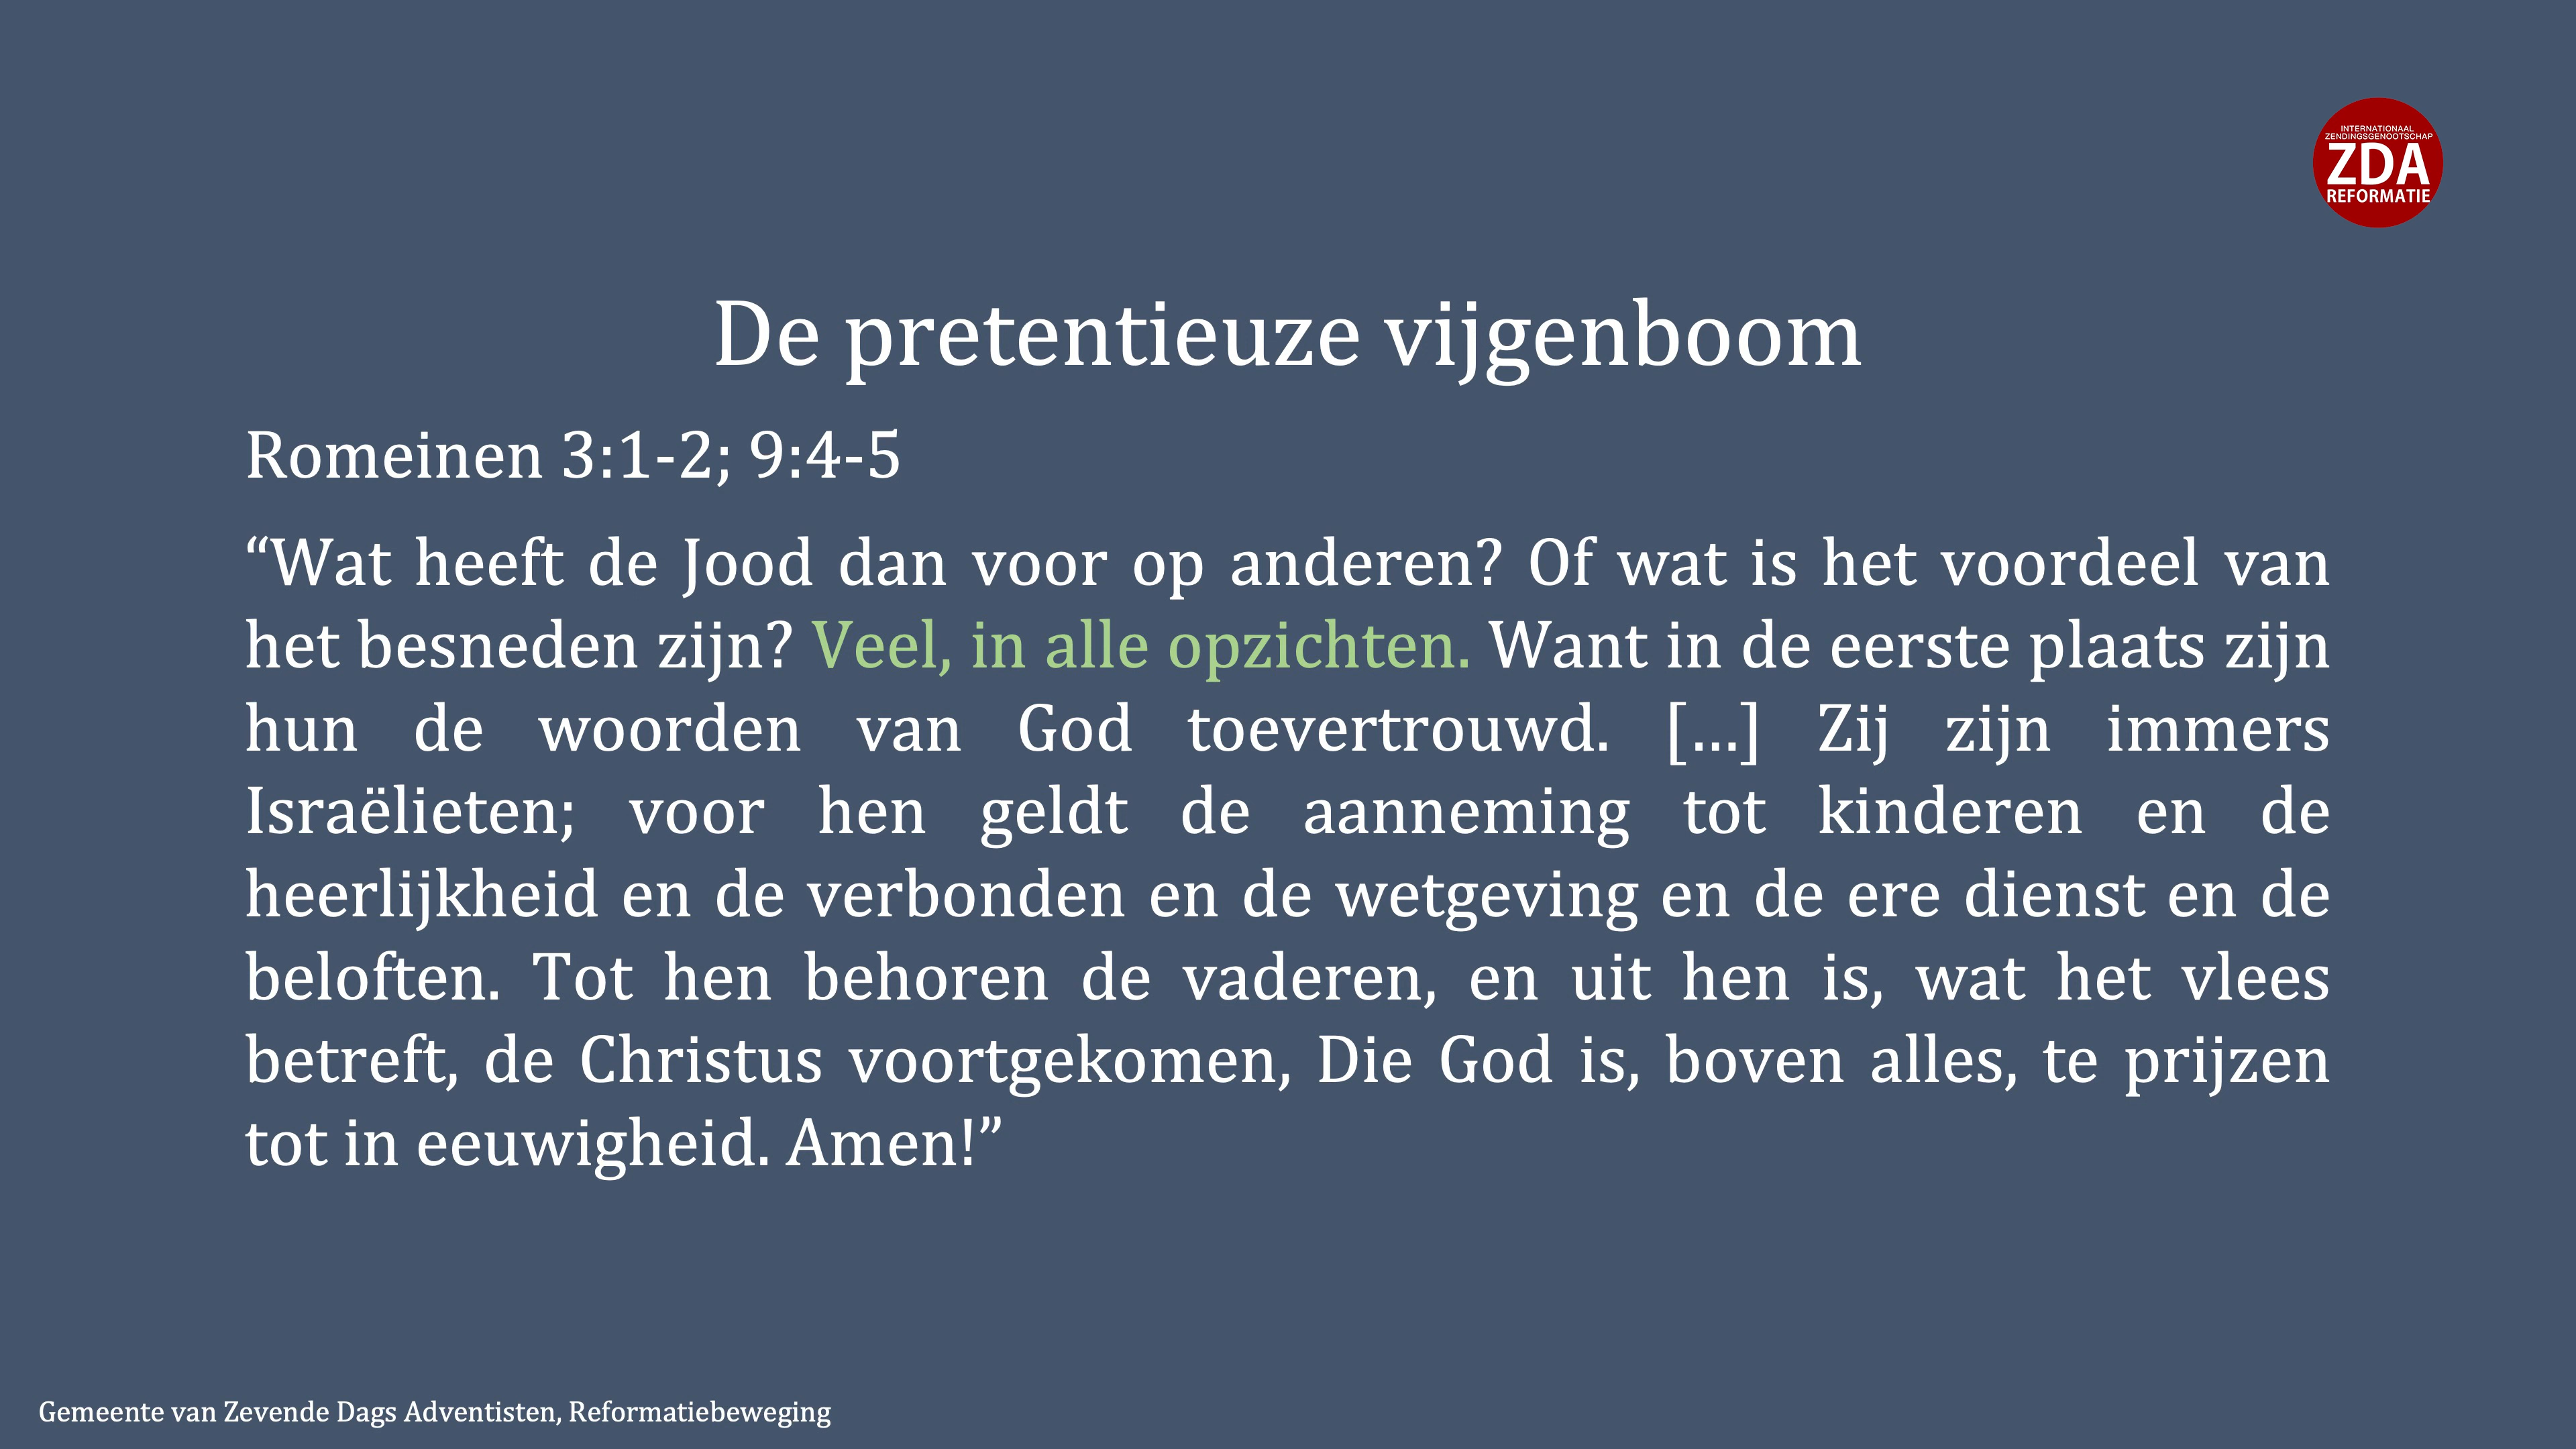 INTERNATIONAAL
ZENDINGSGENOOTSCHAP
ZDA
REFORMATIE
De pretentieuze vijgenboom
Romeinen 3:1-2; 9:4-5
“Wat heeft de Jood dan voor op anderen? Of wat is het voordeel van
het besneden zijn? Veel, in alle opzichten. Want in de eerste plaats zijn
hun de woorden van God toevertrouwd. […] Zij zijn immers
Israëlieten; voor hen geldt de aanneming tot kinderen en de
heerlijkheid en de verbonden en de wetgeving en de ere dienst en de
beloften. Tot hen behoren de vaderen, en uit hen is, wat het vlees
betreft, de Christus voortgekomen, Die God is, boven alles, te prijzen
tot in eeuwigheid. Amen!”
Gemeente van Zevende Dags Adventisten, Reformatiebeweging